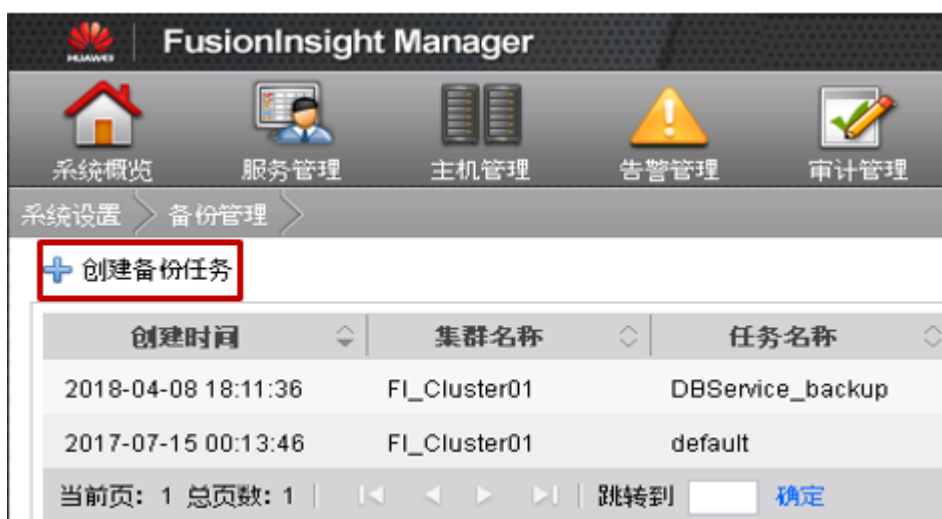 HUAWEI FusionInsight Manager
系统概览 服务管理 主机管理 告警管理 审计管理
系统设置 备份管理
创建备份任务
创建时间 集群名称 任务名称
2018-04-08 18:11:36 FI_Cluster01 DBService_backup
2017-07-15 00:13:46 FI_Cluster01 default
当前页: 1 总页数: 1 跳转到 确定